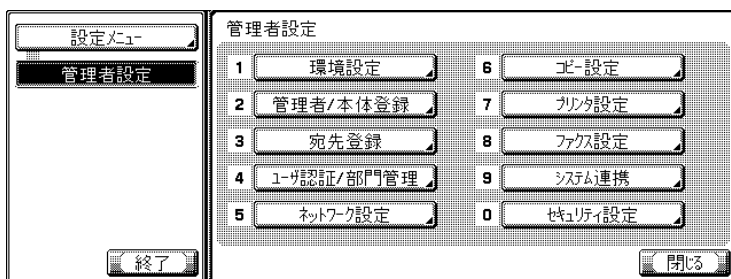 設定メニュー
管理者設定
終了
管理者設定
1 環境設定
2 管理者/本体登録
3 宛先登録
4 ユーザ認証/部門管理
5 ネットワーク設定
6 コピー設定
7 プリンタ設定
8 ファクス設定
9 システム連携
0 セキュリティ設定
閉じる